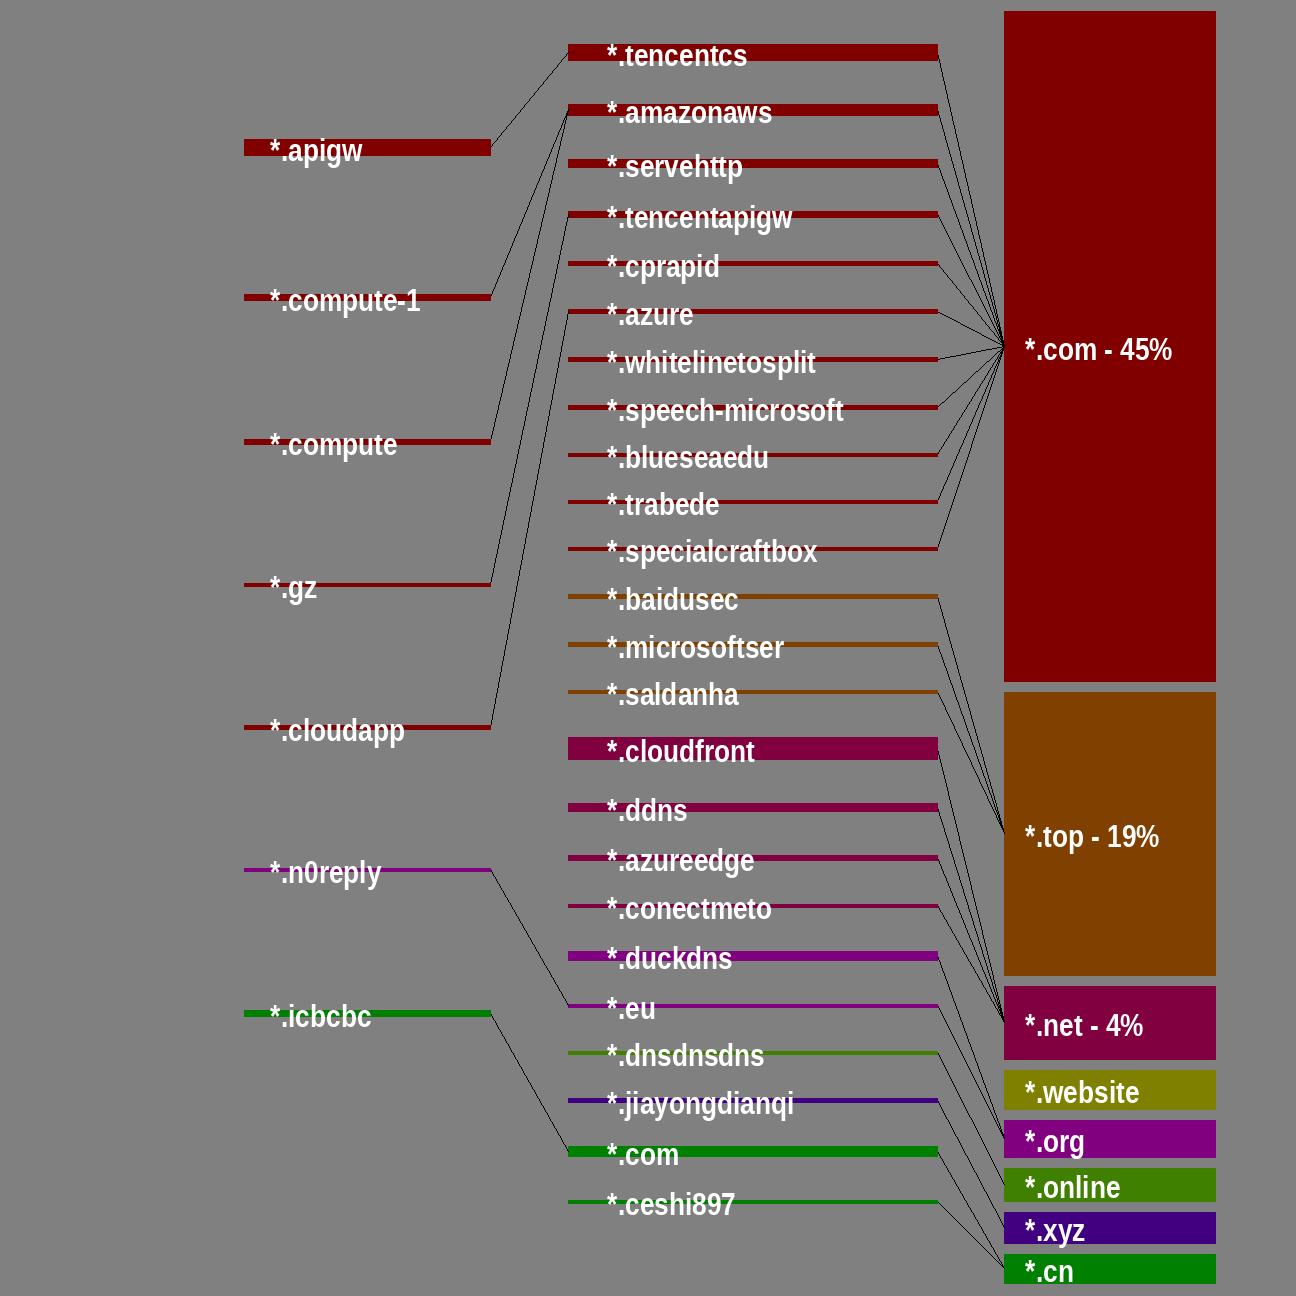 *.apigw
*.compute-1
*.compute
*.gz
*.cloudapp
*.n0reply
*.icbcbc
*.tencentcs
*.amazonaws
*.servehttp
*.tencentapigw
*.cprapid
*.azure
*.whitelinetosplit
*.speech-microsoft
*.blueseaedu
*.trabede
*.specialcraftbox
*.baidusec
*.microsoftser
*.saldanha
*.cloudfront
*.ddns
*.azureedge
*.conectmeto
*.duckdns
*.eu
*.dnsdnsdns
*.jiayongdianqi
*.com
*.ceshi897
*.com - 45%
*.top - 19%
*.net - 4%
*.website
*.org
*.online
*.xyz
*.cn